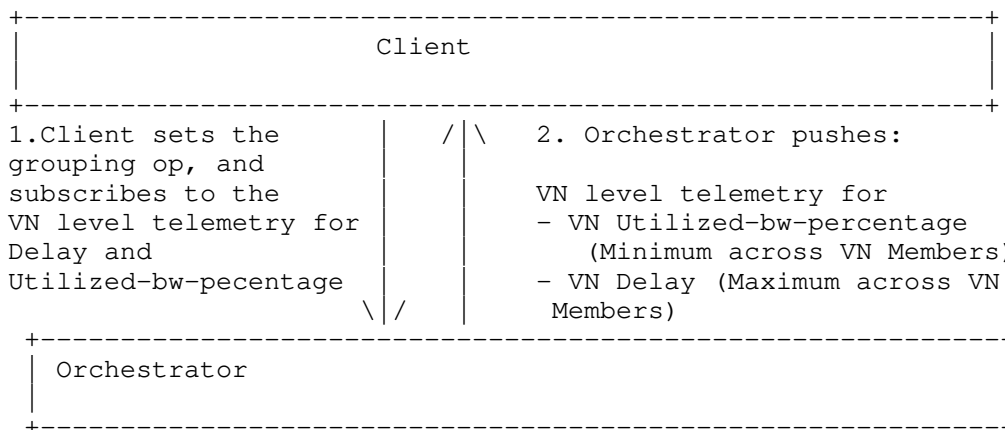 Client
1.Client sets the        2. Orchestrator pushes:
grouping op, and
subscribes to the        VN level telemetry for
VN level telemetry for   - VN Utilized-bw-percentage
Delay and                (Minimum across VN Members)
Utilized-bw-pecentage    - VN Delay (Maximum across VN
Members)
Orchestrator